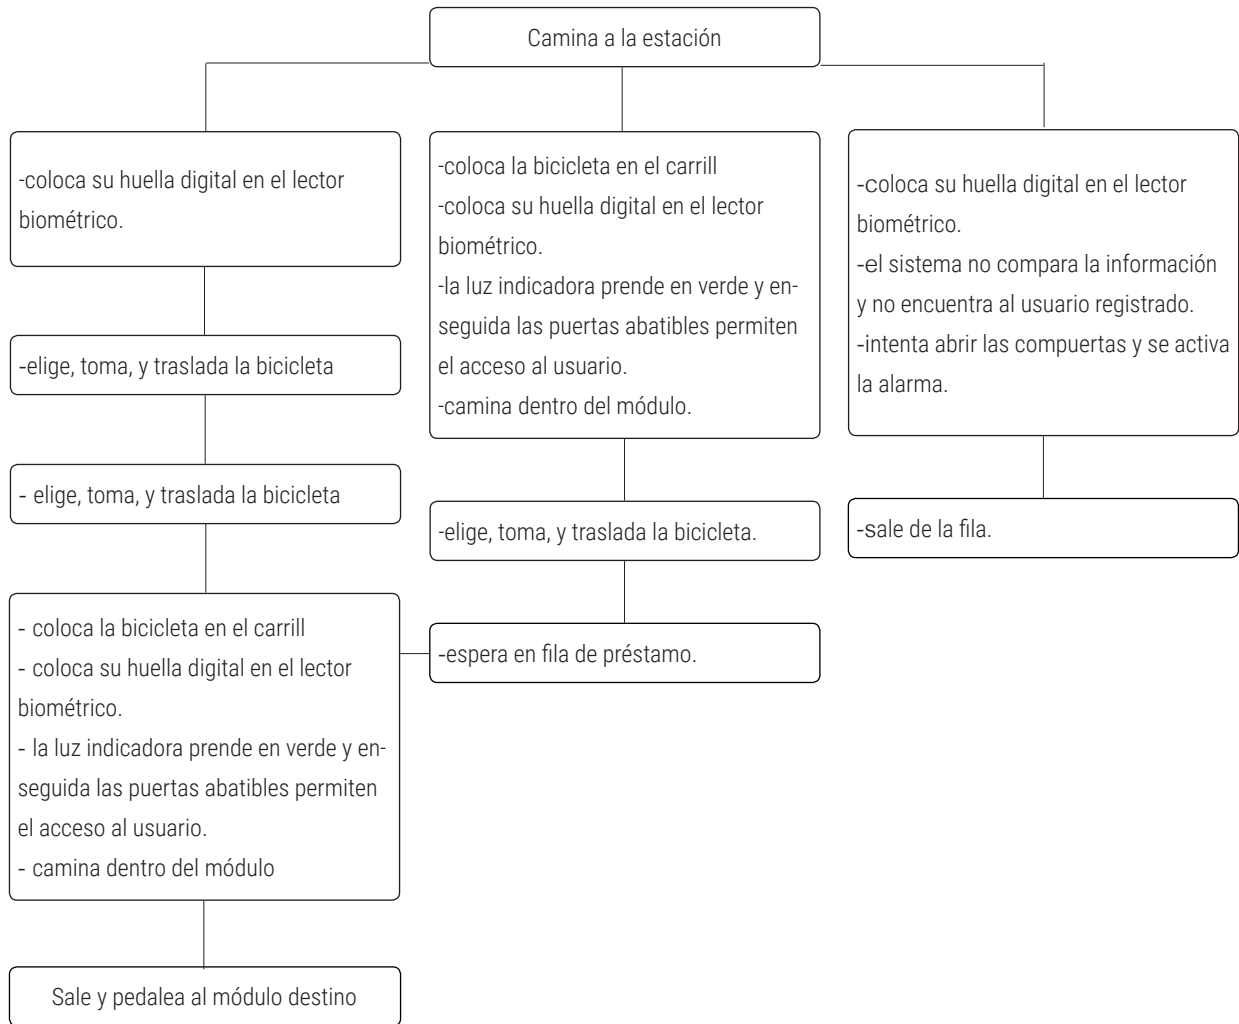 Camina a la estación
-coloca su huella digital en el lector
biométrico.
-elige, toma, y traslada la bicicleta
- elige, toma, y traslada la bicicleta
- coloca la bicicleta en el carrill
- coloca su huella digital en el lector
biométrico.
- la luz indicadora prende en verde y en-
seguida las puertas abatibles permiten
el acceso al usuario.
- camina dentro del módulo
Sale y pedalea al módulo destino
-coloca la bicicleta en el carrill
-coloca su huella digital en el lector
biométrico.
-la luz indicadora prende en verde y en-
seguida las puertas abatibles permiten
el acceso al usuario.
-camina dentro del módulo.
-elige, toma, y traslada la bicicleta.
-espera en fila de préstamo.
-coloca su huella digital en el lector
biométrico.
-el sistema no compara la información
y no encuentra al usuario registrado.
-intenta abrir las compuertas y se activa
la alarma.
-sale de la fila.